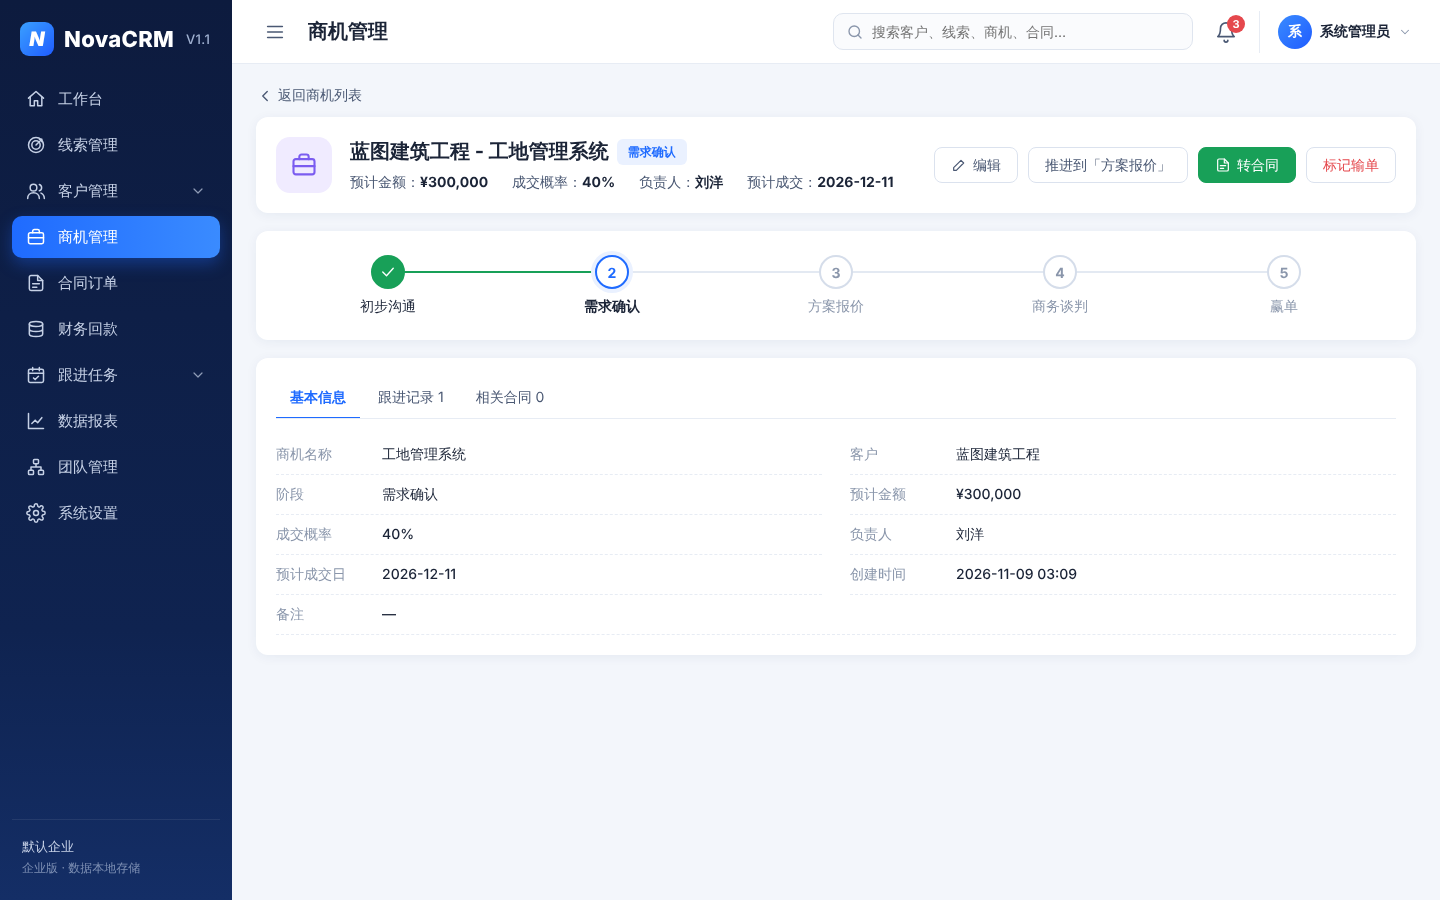 NovaCRM V1.1
工作台
线索管理
客户管理
商机管理
合同订单
财务回款
跟进任务
数据报表
团队管理
系统设置
默认企业
企业版 · 数据本地存储
商机管理
搜索客户、线索、商机、合同...
3
系 系统管理员
返回商机列表
蓝图建筑工程 - 工地管理系统 需求确认
预计金额：¥300,000 成交概率：40% 负责人：刘洋 预计成交：2026-12-11
编辑 推进到「方案报价」 转合同 标记输单
2 3 4 5
初步沟通 需求确认 方案报价 商务谈判 赢单
基本信息 跟进记录 1 相关合同 0
商机名称 工地管理系统 客户 蓝图建筑工程
阶段 需求确认 预计金额 ¥300,000
成交概率 40% 负责人 刘洋
预计成交日 2026-12-11 创建时间 2026-11-09 03:09
备注 —